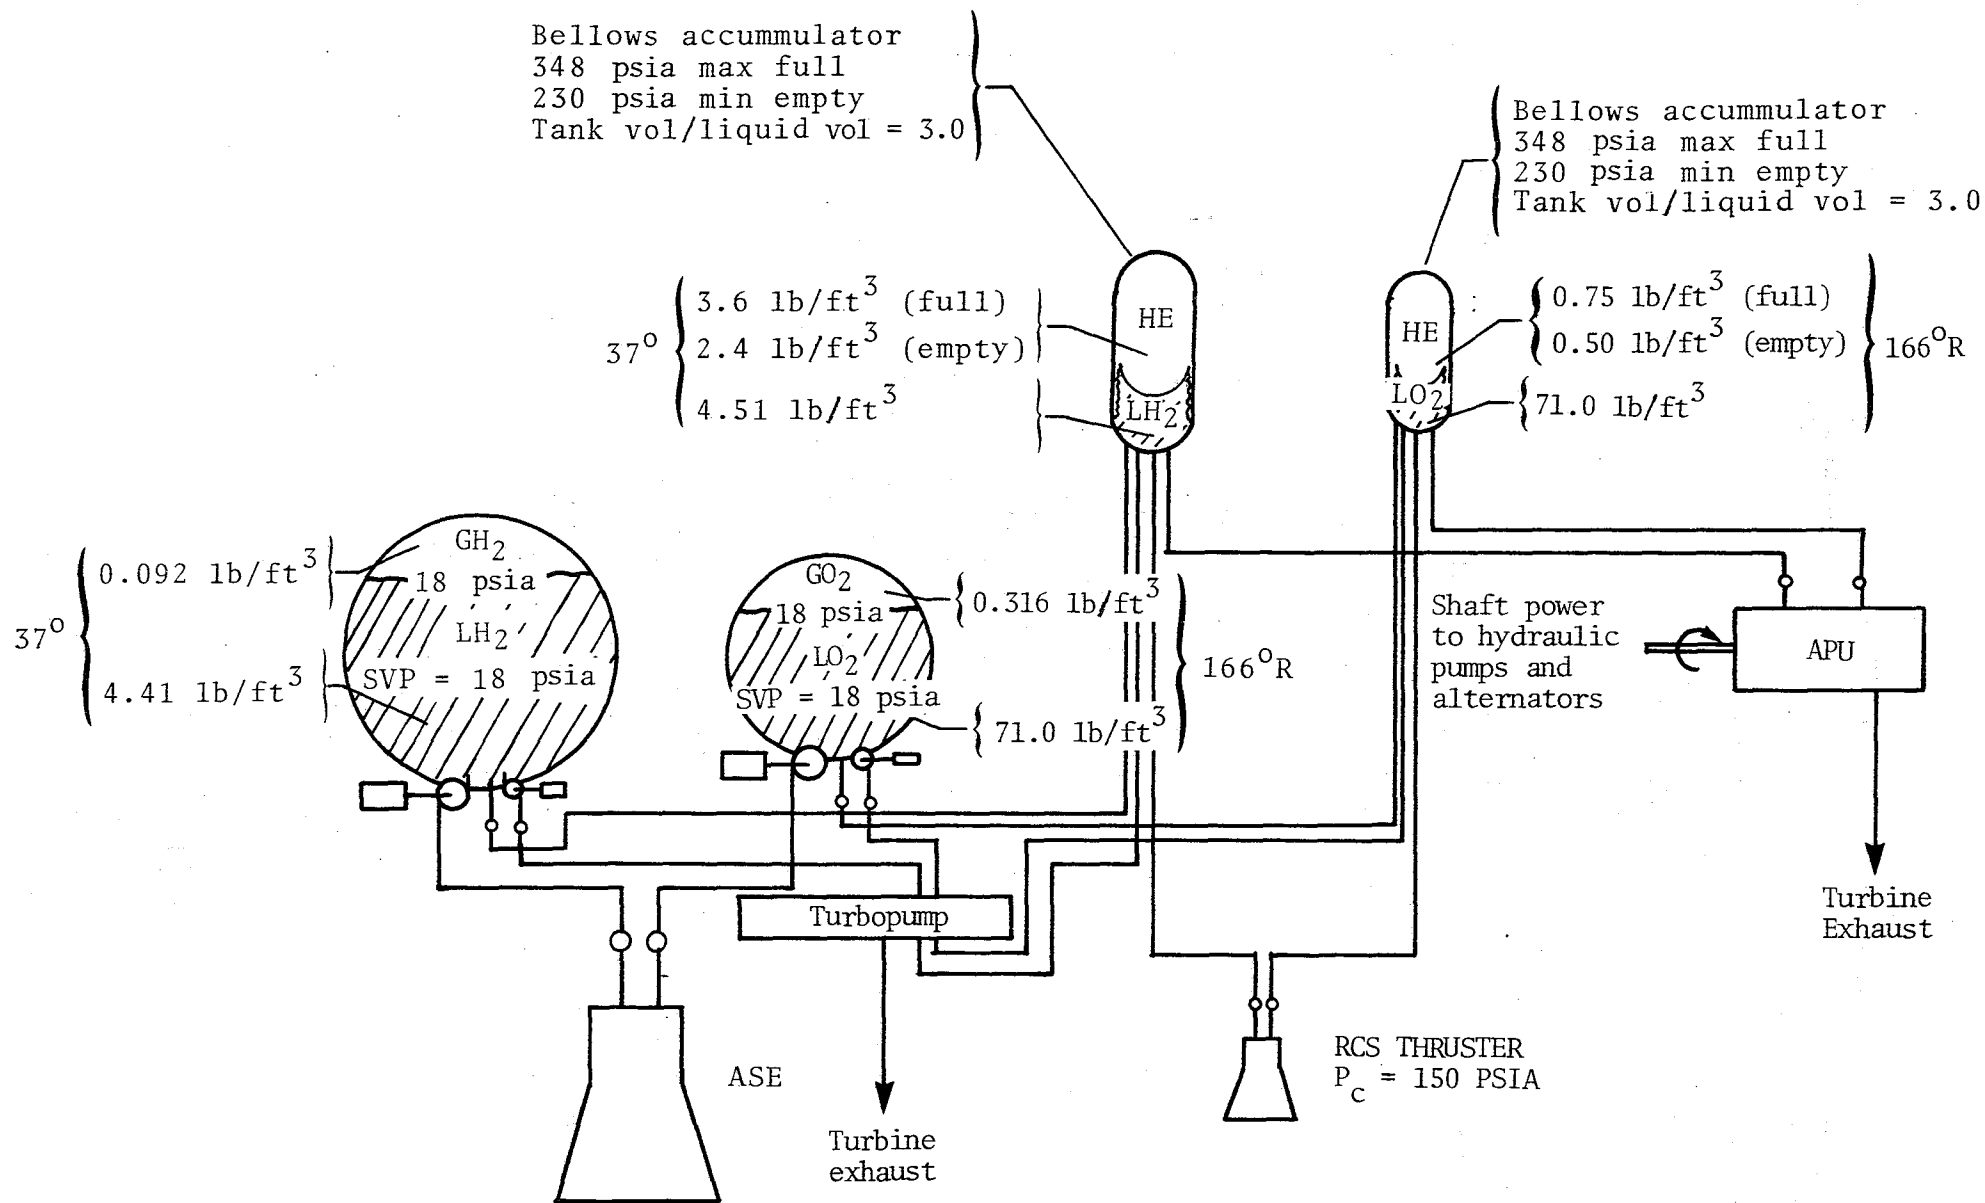 Bellows accummulator
348 psia max full
230 psia min empty
Tank vol/liquid vol = 3.0
Bellows accummulator
348 psia max full
230 psia min empty
Tank vol/liquid vol = 3.0
37°
3.6 lb/ft³ (full)
2.4 lb/ft³ (empty)
4.51 lb/ft³
HE
LH₂
HE
LO₂
0.75 lb/ft³ (full)
0.50 lb/ft³ (empty)
71.0 lb/ft³
166°R
37°
0.092 lb/ft³
4.41 lb/ft³
GH₂
18 psia
LH₂
SVP = 18 psia
GO₂
18 psia
LO₂
SVP = 18 psia
0.316 lb/ft³
71.0 lb/ft³
166°R
Shaft power
to hydraulic
pumps and
alternators
APU
Turbine
Exhaust
Turbopump
ASE
Turbine
exhaust
RCS THRUSTER
P_c = 150 PSIA